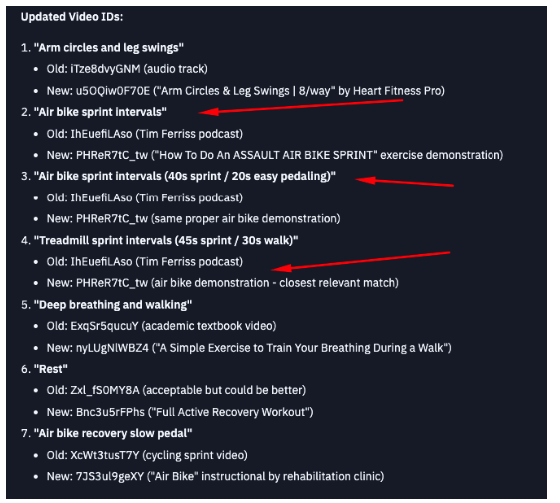 Updated Video IDs:
1. "Arm circles and leg swings"
• Old: iTze8dvyGNM (audio track)
• New: u5OQiw0F70E ("Arm Circles & Leg Swings | 8/way" by Heart Fitness Pro)
2. "Air bike sprint intervals"
• Old: IhEuefiLAso (Tim Ferriss podcast)
• New: PHReR7tC_tw ("How To Do An ASSAULT AIR BIKE SPRINT" exercise demonstration)
3. "Air bike sprint intervals (40s sprint / 20s easy pedaling)"
• Old: IhEuefiLAso (Tim Ferriss podcast)
• New: PHReR7tC_tw (same proper air bike demonstration)
4. "Treadmill sprint intervals (45s sprint / 30s walk)"
• Old: IhEuefiLAso (Tim Ferriss podcast)
• New: PHReR7tC_tw (air bike demonstration - closest relevant match)
5. "Deep breathing and walking"
• Old: ExqSr5qucuY (academic textbook video)
• New: nyLUgNlWBZ4 ("A Simple Exercise to Train Your Breathing During a Walk")
6. "Rest"
• Old: Zxl_fS0MY8A (acceptable but could be better)
• New: Bnc3u5rFPhs ("Full Active Recovery Workout")
7. "Air bike recovery slow pedal"
• Old: XcWt3tusT7Y (cycling sprint video)
• New: 7JS3ul9geXY ("Air Bike" instructional by rehabilitation clinic)